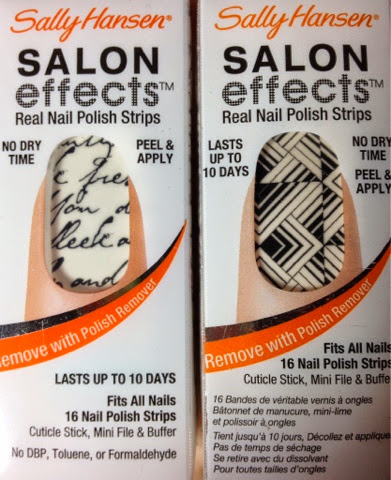 Sally Hansen®
SALON
effects™
Real Nail Polish Strips
NO DRY
TIME
PEEL &
APPLY
Remove with Polish Remover
LASTS UP TO 10 DAYS
Fits All Nails
16 Nail Polish Strips
Cuticle Stick, Mini File & Buffer
No DBP, Toluene, or Formaldehyde
Sally Hansen®
SALON
effects™
Real Nail Polish Strips
LASTS
UP TO
10 DAYS
NO DRY
TIME
PEEL &
APPLY
Remove with Polish Remover
Fits All Nails
16 Nail Polish Strips
Cuticle Stick, Mini File & Buffe
16 Bandes de véritable vernis à ongles
Bâtonnet de manucure, mini-lime
et polissoir à ongles
Tient jusqu'à 10 jours, Décollez et applique
Pas de temps de séchage
Se retire avec du dissolvant
Pour toutes tailles d'ongles